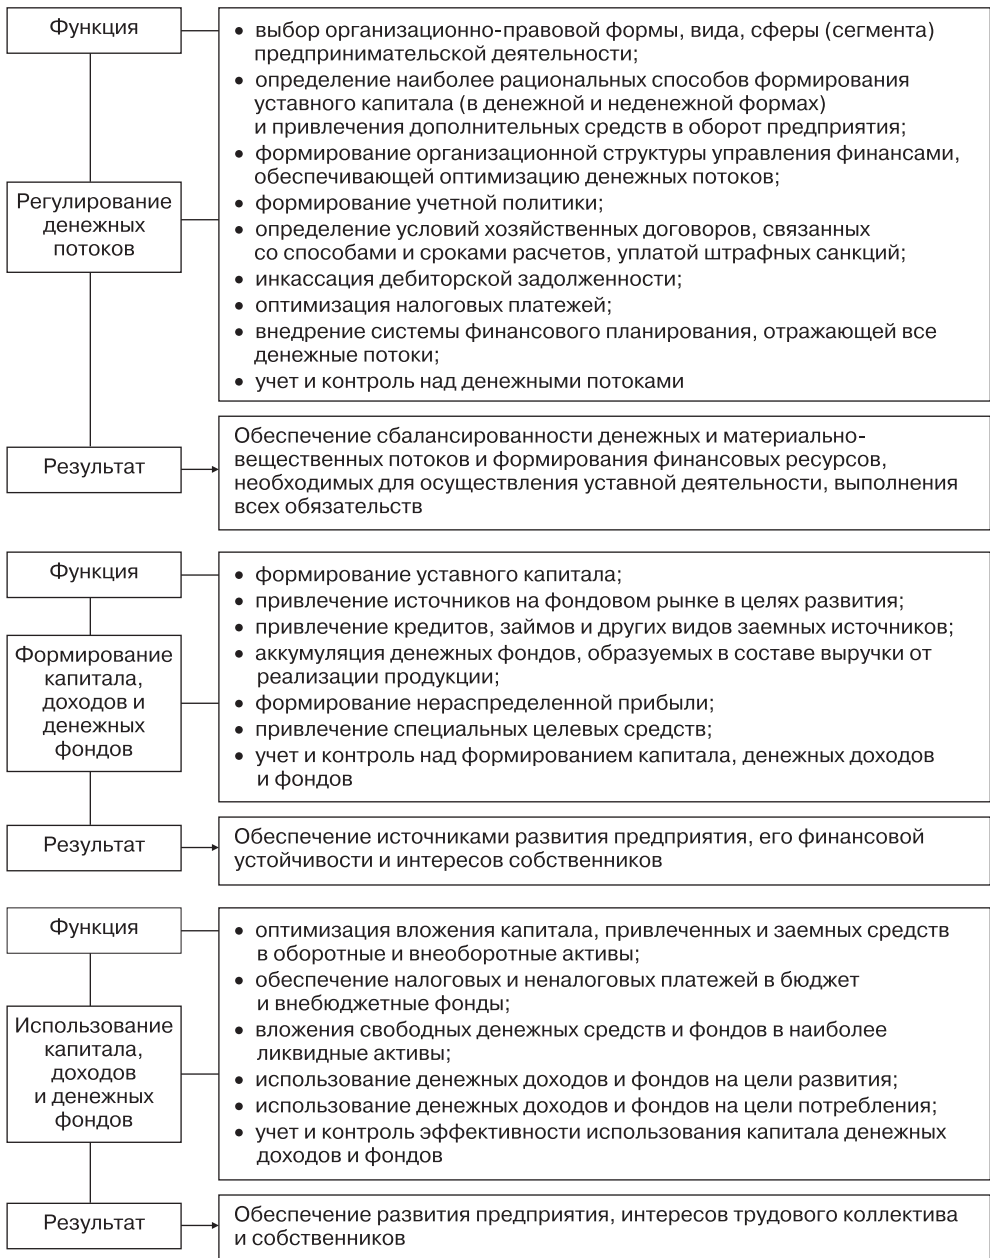 Функция
• выбор организационно-правовой формы, вида, сферы (сегмента)
предпринимательской деятельности;
• определение наиболее рациональных способов формирования
уставного капитала (в денежной и неденежной формах)
и привлечения дополнительных средств в оборот предприятия;
• формирование организационной структуры управления финансами,
обеспечивающей оптимизацию денежных потоков;
• формирование учетной политики;
• определение условий хозяйственных договоров, связанных
со способами и сроками расчетов, уплатой штрафных санкций;
• инкассация дебиторской задолженности;
• оптимизация налоговых платежей;
• внедрение системы финансового планирования, отражающей все
денежные потоки;
• учет и контроль над денежными потоками
Регулирование
денежных
потоков
Результат
Обеспечение сбалансированности денежных и материально-
вещественных потоков и формирования финансовых ресурсов,
необходимых для осуществления уставной деятельности, выполнения
всех обязательств
Функция
• формирование уставного капитала;
• привлечение источников на фондовом рынке в целях развития;
• привлечение кредитов, займов и других видов заемных источников;
• аккумуляция денежных фондов, образуемых в составе выручки от
реализации продукции;
• формирование нераспределенной прибыли;
• привлечение специальных целевых средств;
• учет и контроль над формированием капитала, денежных доходов
и фондов
Формирование
капитала,
доходов и
денежных
фондов
Результат
Обеспечение источниками развития предприятия, его финансовой
устойчивости и интересов собственников
Функция
• оптимизация вложения капитала, привлеченных и заемных средств
в оборотные и внеоборотные активы;
• обеспечение налоговых и неналоговых платежей в бюджет
и внебюджетные фонды;
• вложения свободных денежных средств и фондов в наиболее
ликвидные активы;
• использование денежных доходов и фондов на цели развития;
• использование денежных доходов и фондов на цели потребления;
• учет и контроль эффективности использования капитала денежных
доходов и фондов
Использование
капитала,
доходов
и денежных
фондов
Результат
Обеспечение развития предприятия, интересов трудового коллектива
и собственников